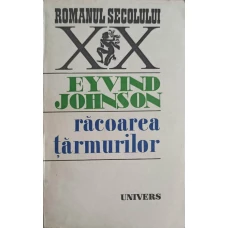 ROMANUL SECOLULUI
XX
EYVIND
JOHNSON
răcoarea
țărmurilor
UNIVERS